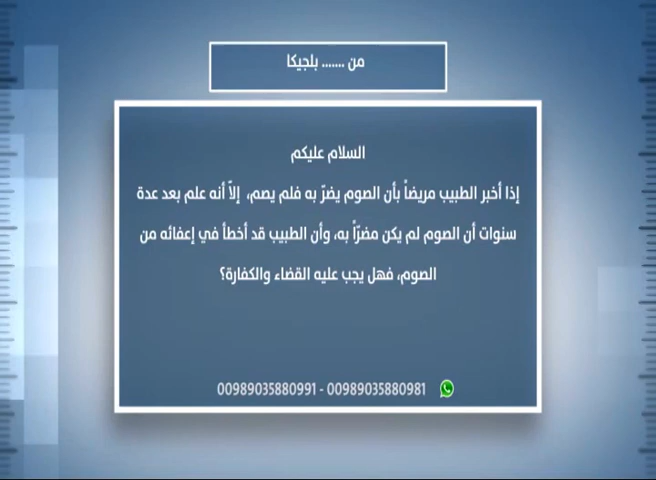 من ....... بلجيكا
السلام عليكم
إذا أخبر الطبيب مريضاً بأن الصوم يضرّ به فلم يصم، إلاّ أنه علم بعد عدة
سنوات أن الصوم لم يكن مضرّاً به، وأن الطبيب قد أخطأ في إعفائه من
الصوم، فهل يجب عليه القضاء والكفارة؟
00989035880991 - 00989035880981